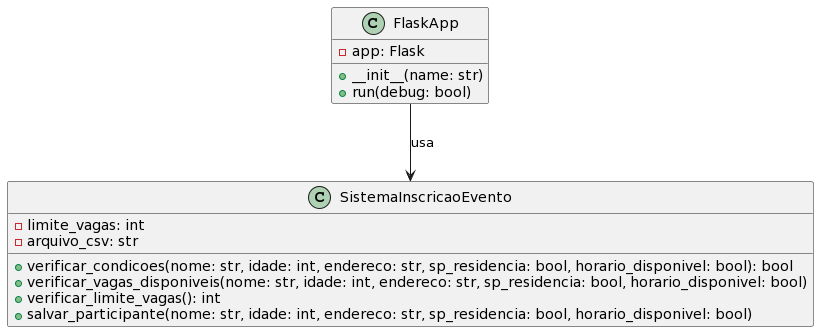 C FlaskApp
app: Flask
__init__(name: str)
run(debug: bool)
usa
C SistemaInscricaoEvento
limite_vagas: int
arquivo_csv: str
verificar_condicoes(nome: str, idade: int, endereco: str, sp_residencia: bool, horario_disponivel: bool): bool
verificar_vagas_disponiveis(nome: str, idade: int, endereco: str, sp_residencia: bool, horario_disponivel: bool)
verificar_limite_vagas(): int
salvar_participante(nome: str, idade: int, endereco: str, sp_residencia: bool, horario_disponivel: bool)